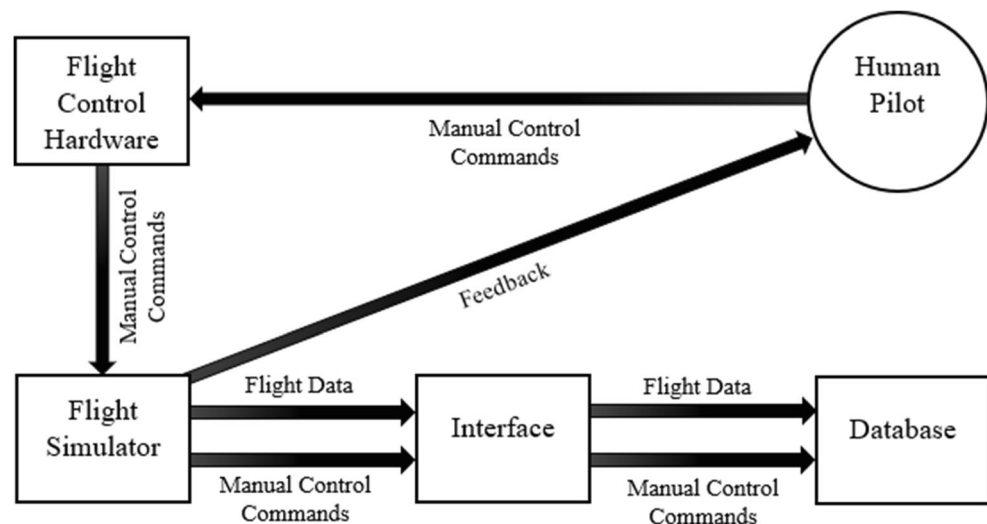 Flight
Control
Hardware
Human
Pilot
Manual Control
Commands
Manual Control
Commands
Feedback
Flight
Simulator
Flight Data
Manual Control
Commands
Interface
Flight Data
Manual Control
Commands
Database